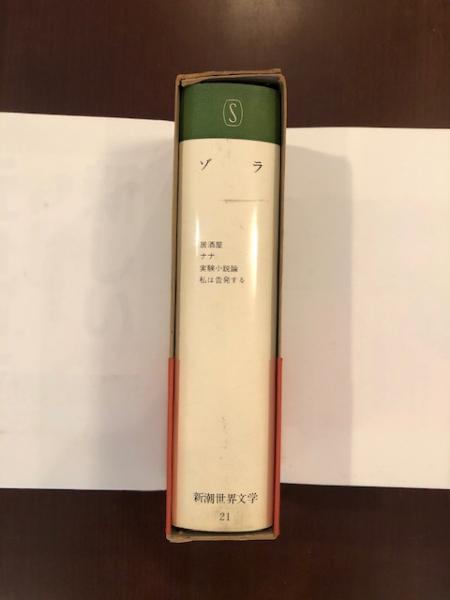 S
ゾラ
居酒屋
ナナ
実験小説論
私は告発する
新潮世界文学
21